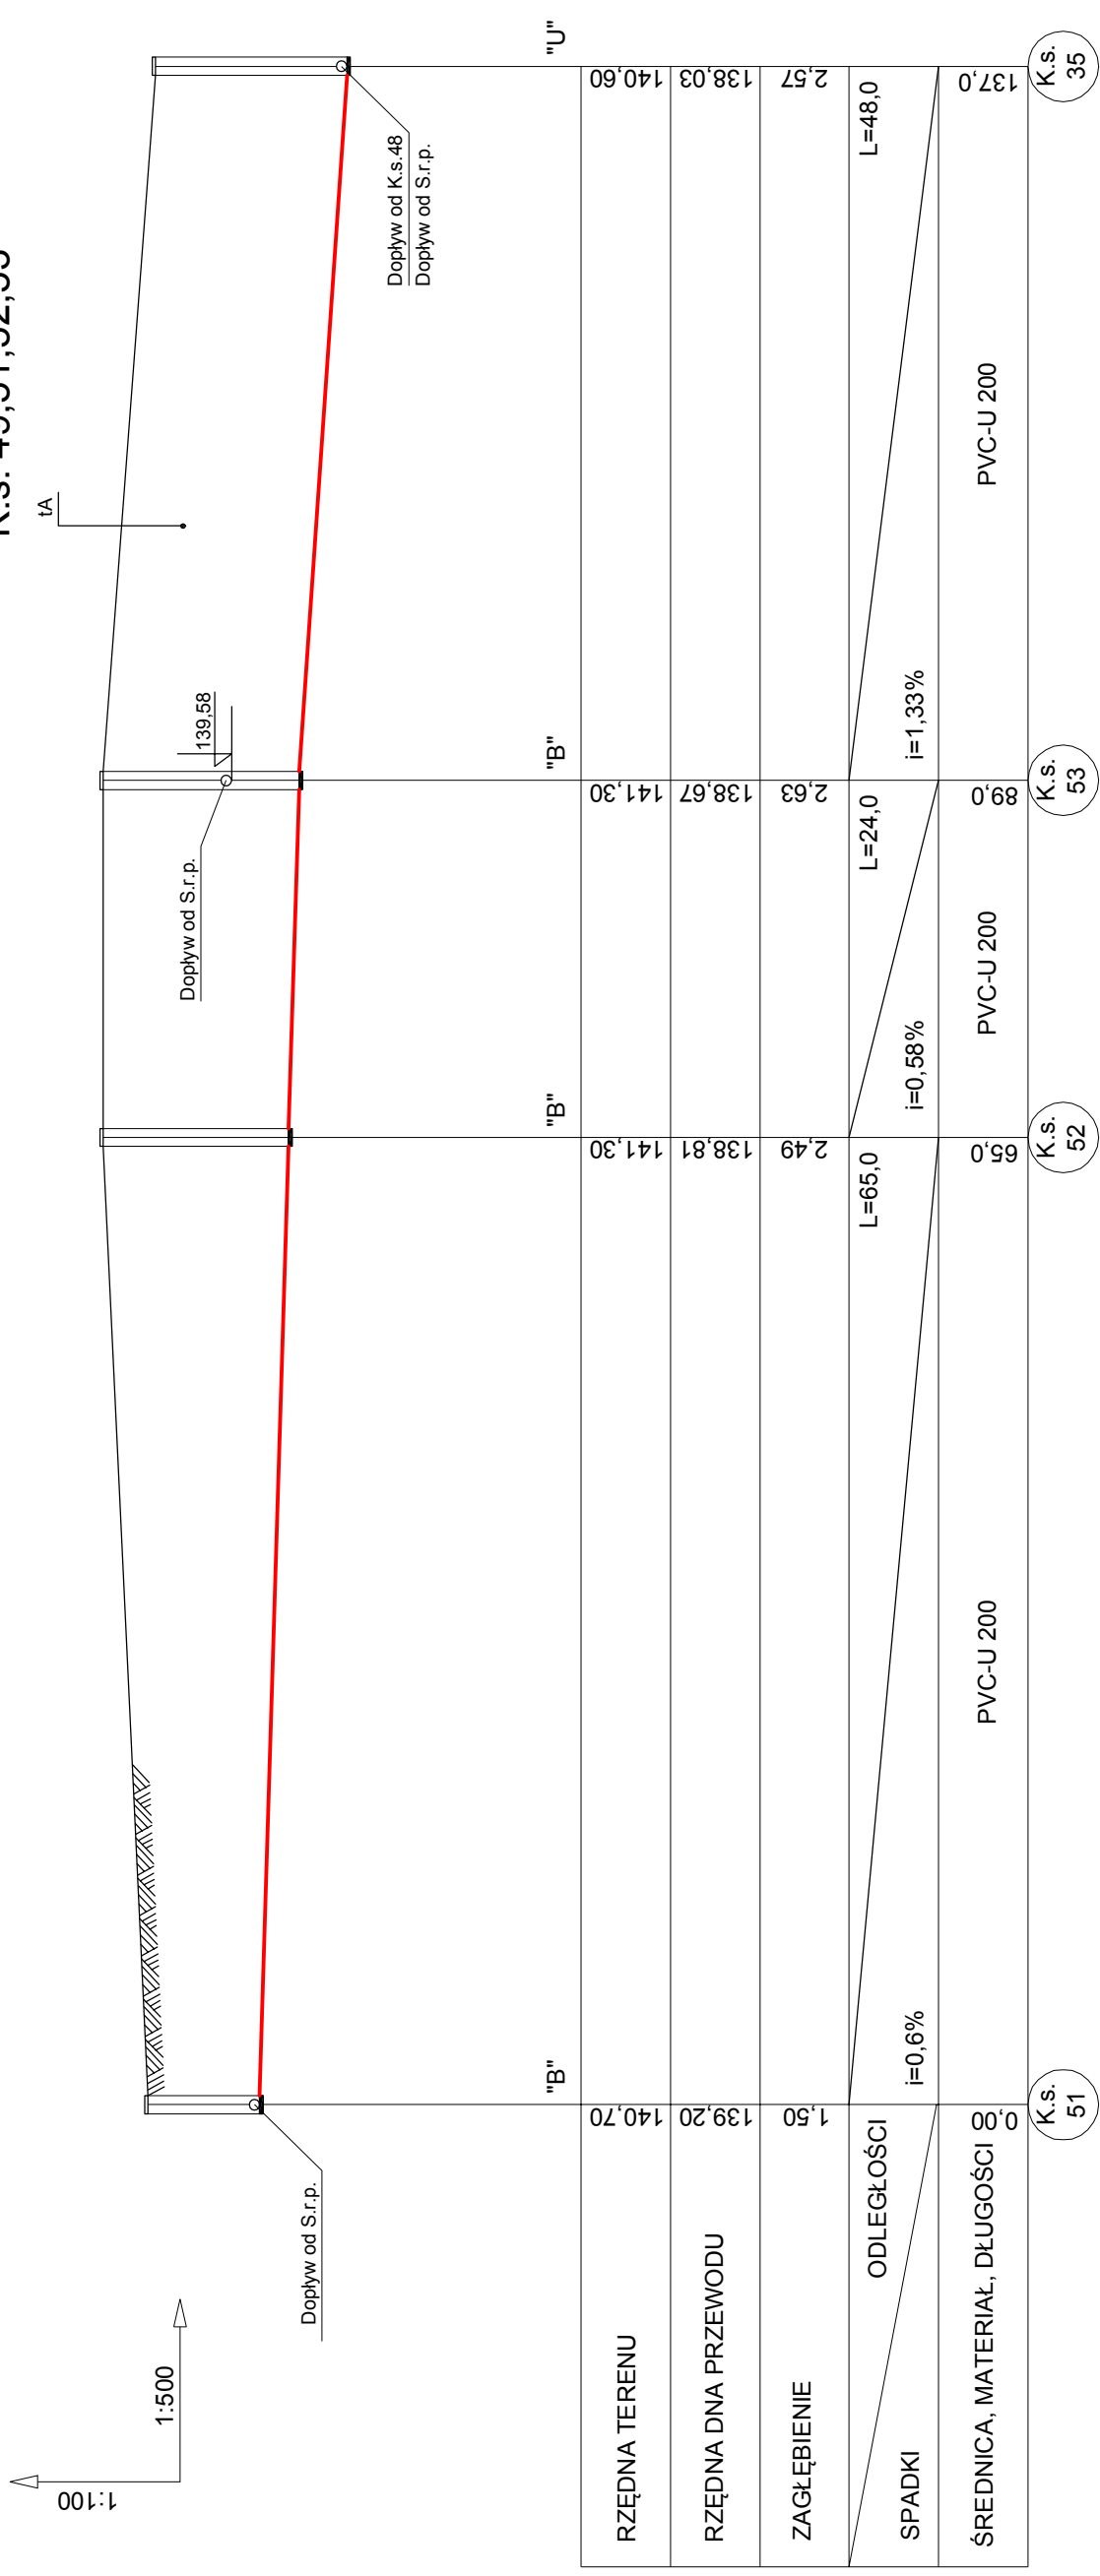 1:100
1:500
tA
139,58
Dopływ od S.r.p.
Dopływ od S.r.p.
Dopływ od K.s.48
Dopływ od S.r.p.
"B"
"B"
"B"
"U"
RZĘDNA TERENU
140,70
141,30
141,30
140,60
RZĘDNA DNA PRZEWODU
139,20
138,81
138,67
138,03
ZAGŁĘBIENIE
1,50
2,49
2,63
2,57
ODLEGŁOŚCI
L=65,0
L=24,0
L=48,0
SPADKI
i=0,6%
i=0,58%
i=1,33%
ŚREDNICA, MATERIAŁ, DŁUGOŚCI
0,00
PVC-U 200
65,0
PVC-U 200
89,0
PVC-U 200
137,0
K.s.
51
K.s.
52
K.s.
53
K.s.
35